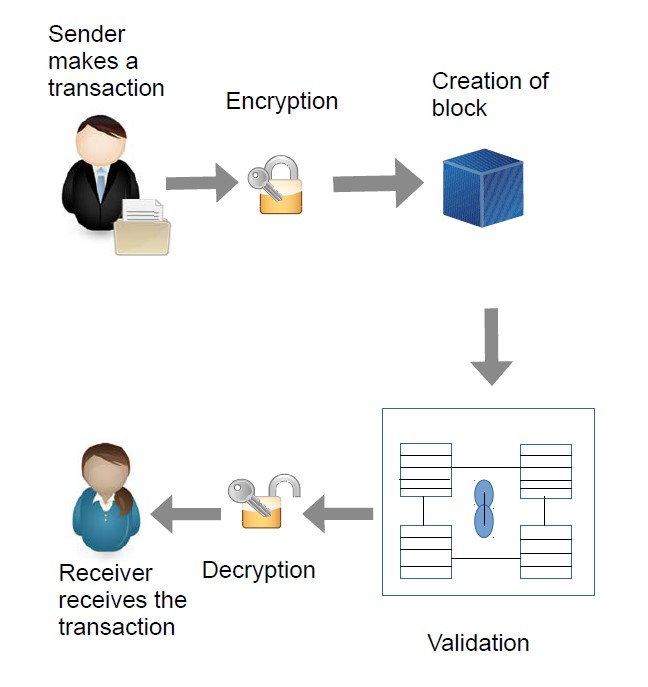 Sender
makes a
transaction
Encryption
Creation of
block
Receiver
receives the
transaction
Decryption
Validation